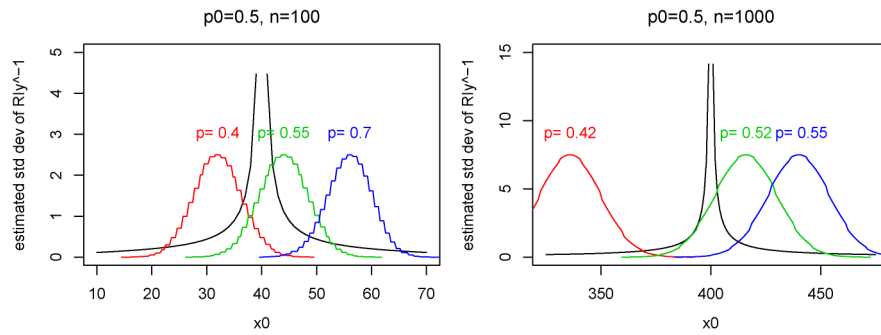 p0=0.5, n=100
estimated std dev of RIy^−1
5
4
3
2
1
0
p= 0.4
p= 0.55
p= 0.7
10 20 30 40 50 60 70
x0
p0=0.5, n=1000
estimated std dev of RIy^−1
15
10
5
0
p= 0.42
p= 0.52
p= 0.55
350 400 450
x0